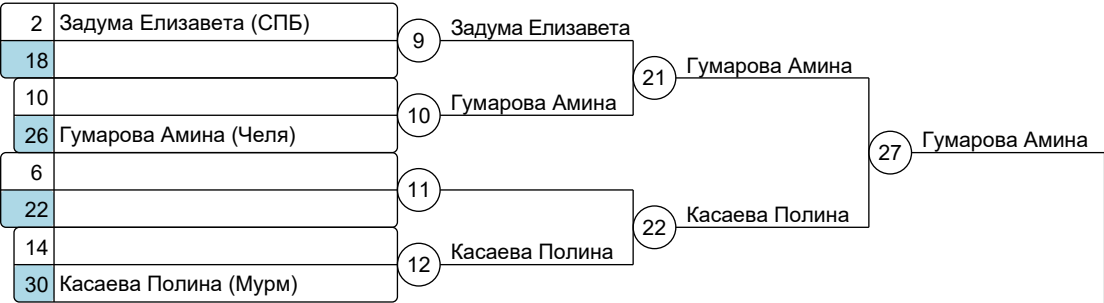 2 Задума Елизавета (СПБ)
18
9 Задума Елизавета
10
26 Гумарова Амина (Челя)
10 Гумарова Амина
21 Гумарова Амина
6
22
11
14
30 Касаева Полина (Мурм)
12 Касаева Полина
22 Касаева Полина
27 Гумарова Амина